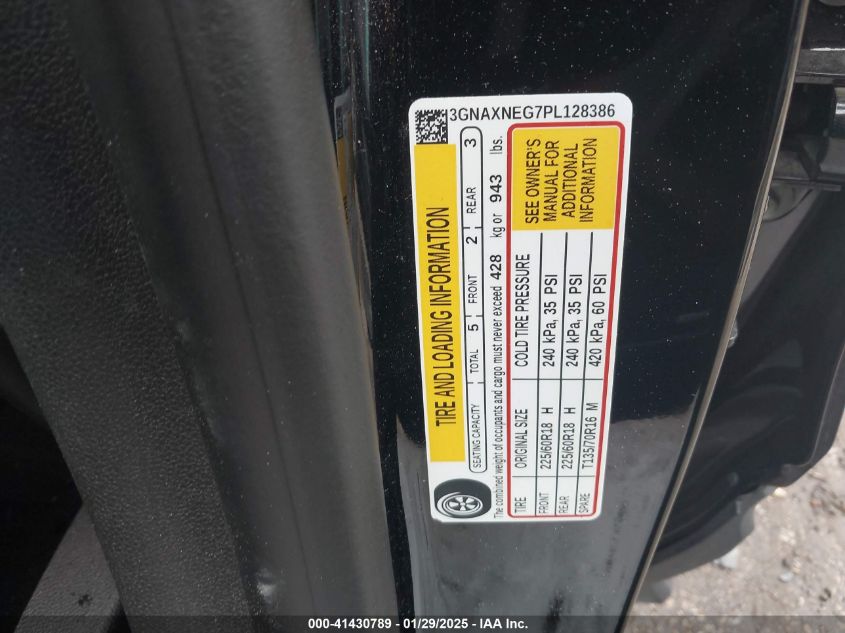 3GNAXNEG7PL128386
TIRE AND LOADING INFORMATION
SEATING CAPACITY TOTAL 5 FRONT 2 REAR 3
The combined weight of occupants and cargo must never exceed 428 kg or 943 lbs.
TIRE ORIGINAL SIZE COLD TIRE PRESSURE
FRONT 225/60R18 H 240 kPa, 35 PSI
REAR 225/60R18 H 240 kPa, 35 PSI
SPARE T135/70R16 M 420 kPa, 60 PSI
SEE OWNER'S
MANUAL FOR
ADDITIONAL
INFORMATION
000-41430789 - 01/29/2025 - IAA Inc.